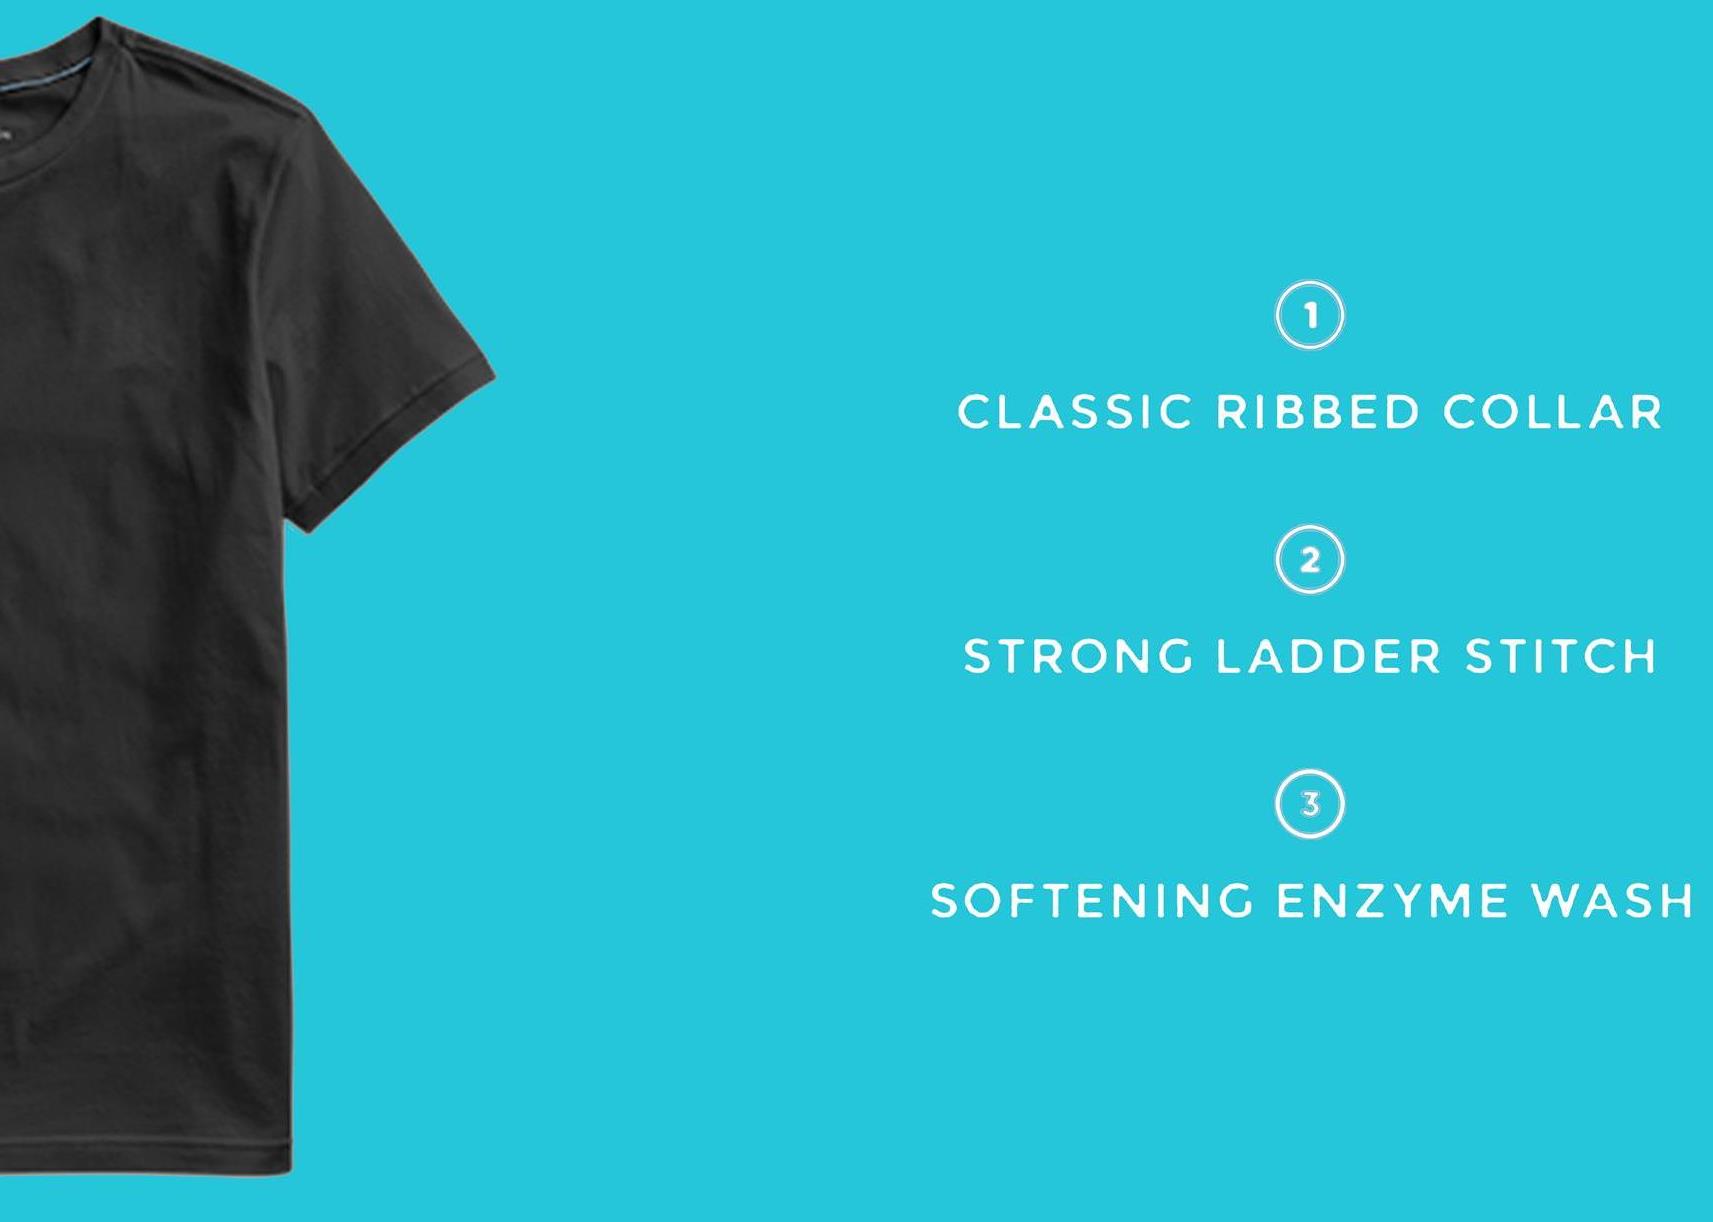 1
CLASSIC RIBBED COLLAR
2
STRONG LADDER STITCH
3
SOFTENING ENZYME WASH